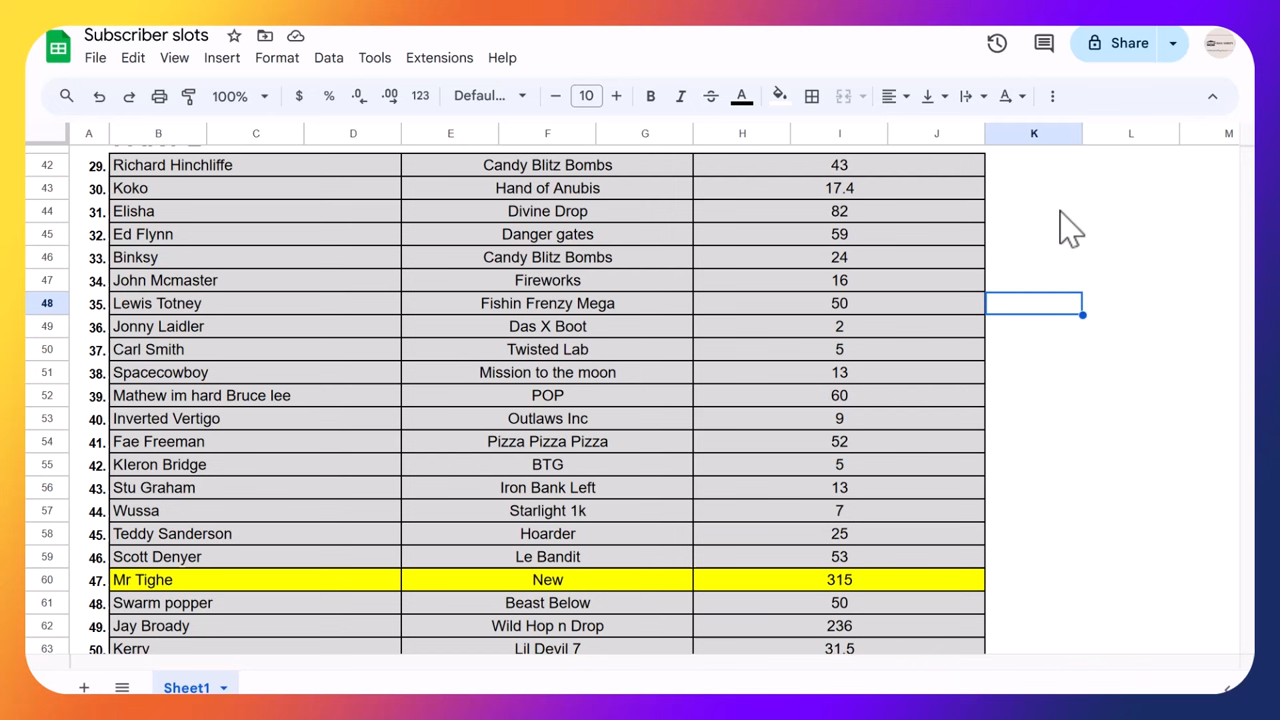 Subscriber slots
Share
File Edit View Insert Format Data Tools Extensions Help
100% $ % .0 .00 123 Defaul... 10 B I A A
A B C D E F G H I J K L M
42 29. Richard Hinchliffe Candy Blitz Bombs 43
43 30. Koko Hand of Anubis 17.4
44 31. Elisha Divine Drop 82
45 32. Ed Flynn Danger gates 59
46 33. Binksy Candy Blitz Bombs 24
47 34. John Mcmaster Fireworks 16
48 35. Lewis Totney Fishin Frenzy Mega 50
49 36. Jonny Laidler Das X Boot 2
50 37. Carl Smith Twisted Lab 5
51 38. Spacecowboy Mission to the moon 13
52 39. Mathew im hard Bruce lee POP 60
53 40. Inverted Vertigo Outlaws Inc 9
54 41. Fae Freeman Pizza Pizza Pizza 52
55 42. KIeron Bridge BTG 5
56 43. Stu Graham Iron Bank Left 13
57 44. Wussa Starlight 1k 7
58 45. Teddy Sanderson Hoarder 25
59 46. Scott Denyer Le Bandit 53
60 47. Mr Tighe New 315
61 48. Swarm popper Beast Below 50
62 49. Jay Broady Wild Hop n Drop 236
63 50. Kerry Lil Devil 7 31.5
Sheet1